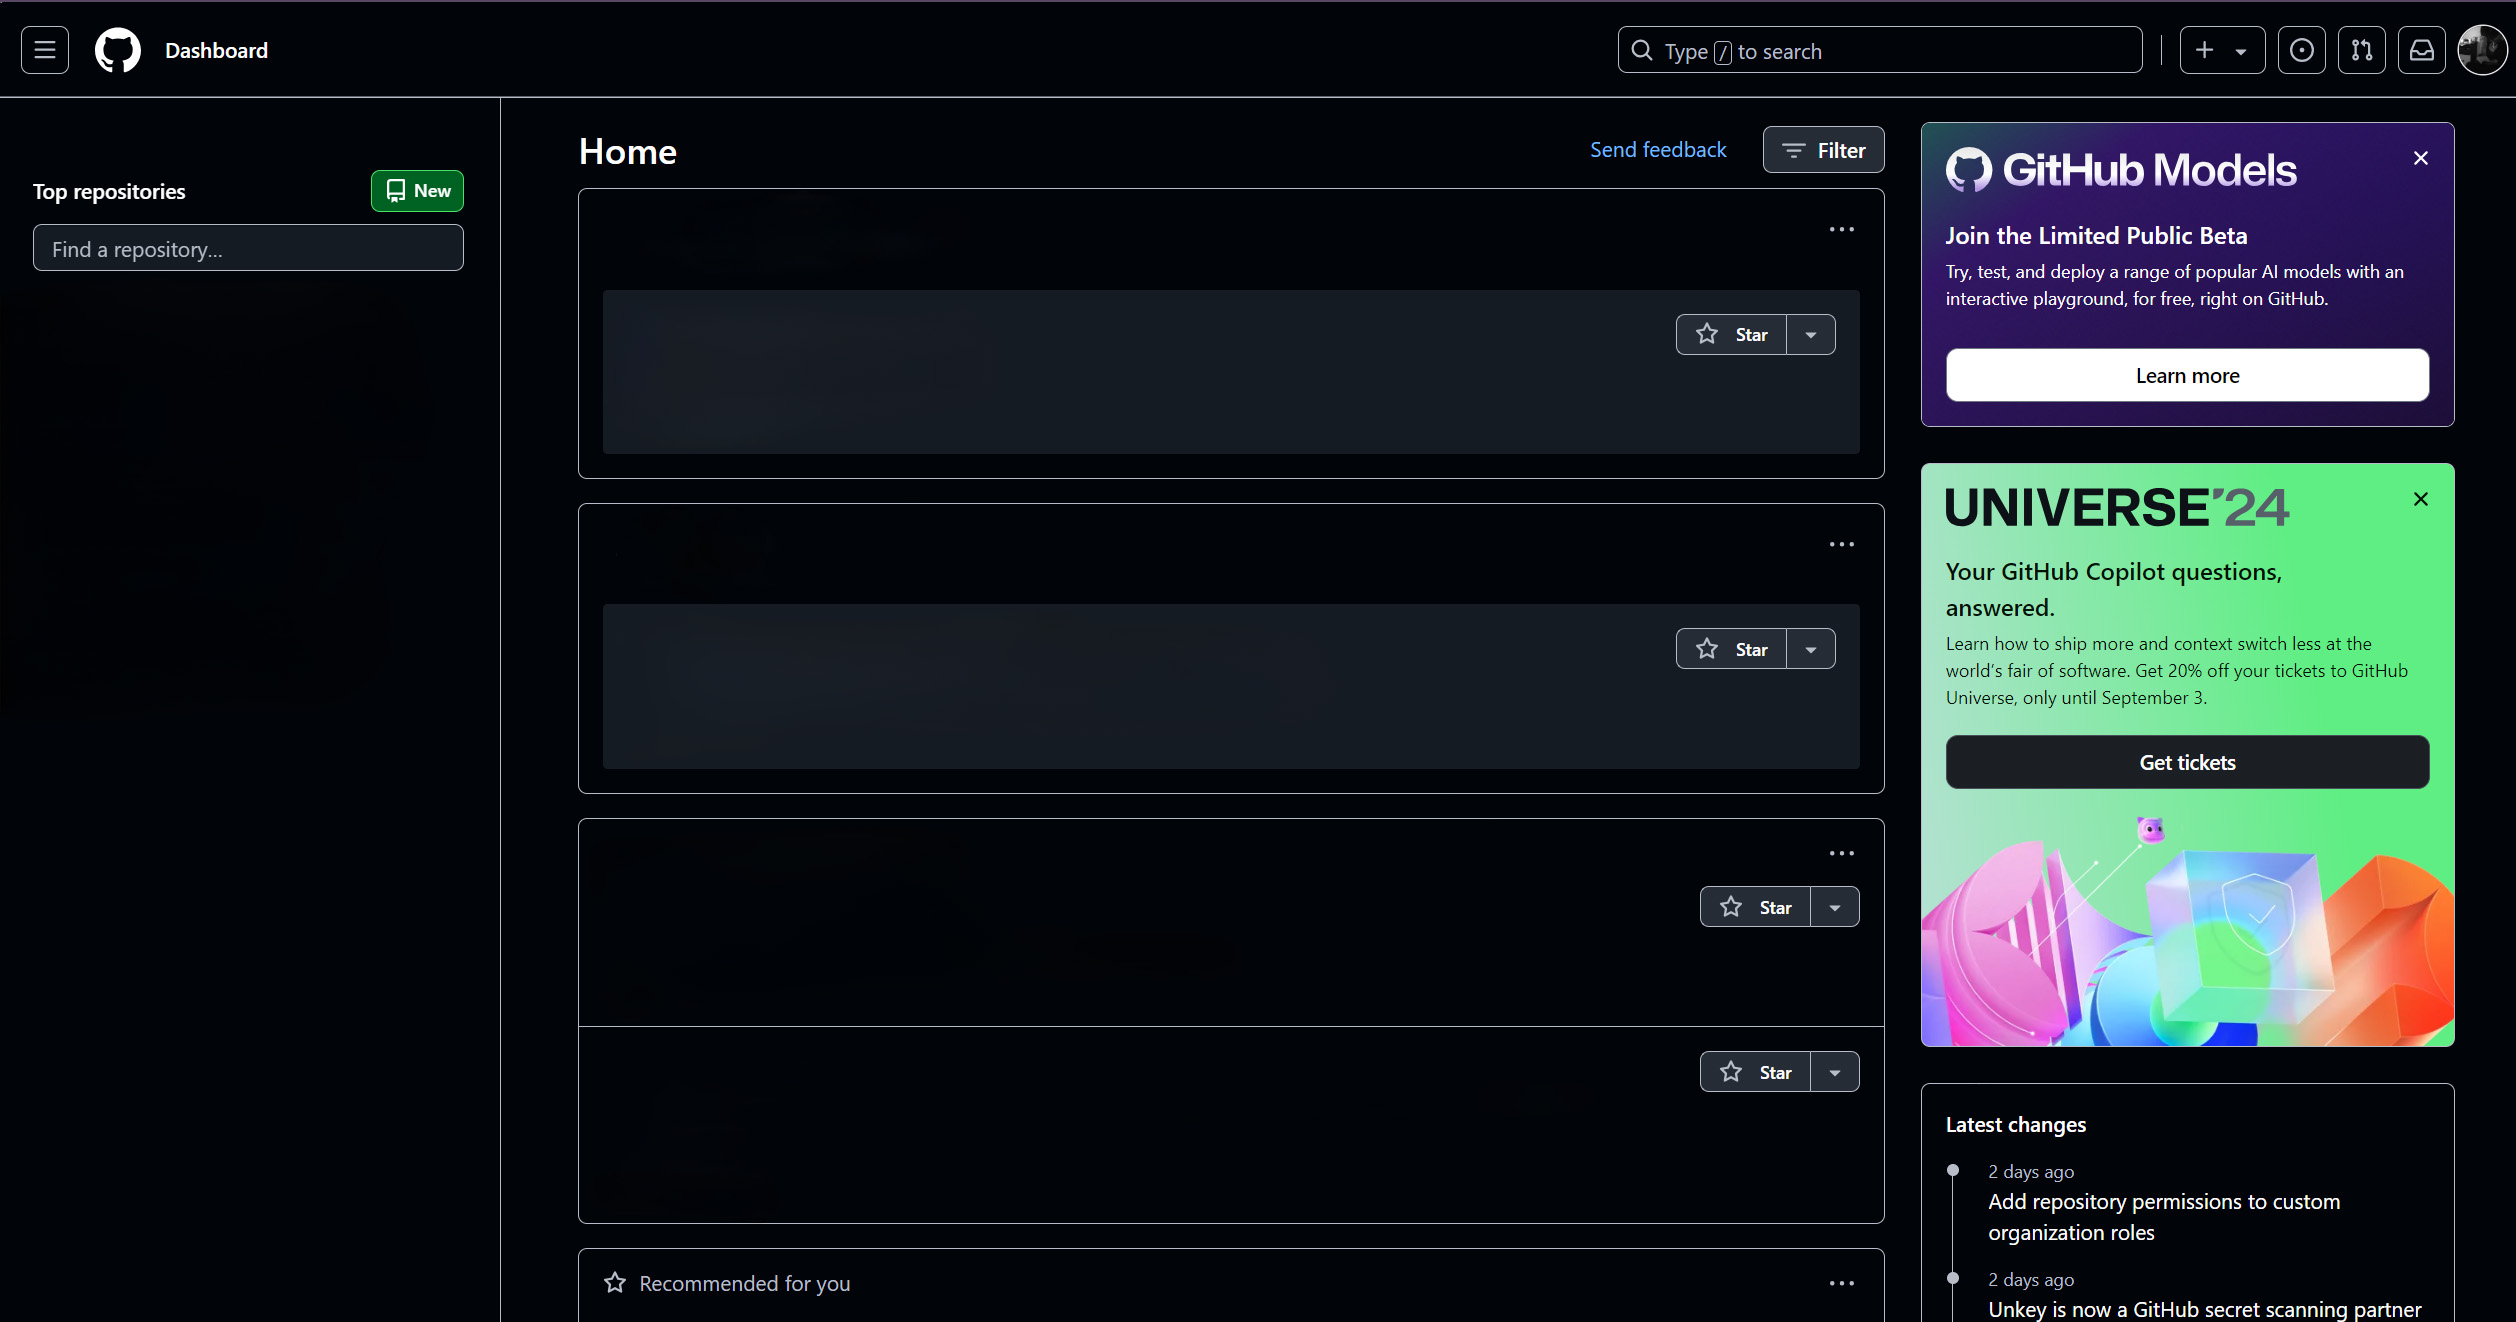 Dashboard
Type / to search
Top repositories
New
Find a repository...
Home
Send feedback
Filter
Star
Star
Star
Star
Recommended for you
GitHub Models
Join the Limited Public Beta
Try, test, and deploy a range of popular AI models with an
interactive playground, for free, right on GitHub.
Learn more
UNIVERSE'24
Your GitHub Copilot questions,
answered.
Learn how to ship more and context switch less at the
world's fair of software. Get 20% off your tickets to GitHub
Universe, only until September 3.
Get tickets
Latest changes
2 days ago
Add repository permissions to custom
organization roles
2 days ago
Unkey is now a GitHub secret scanning partner